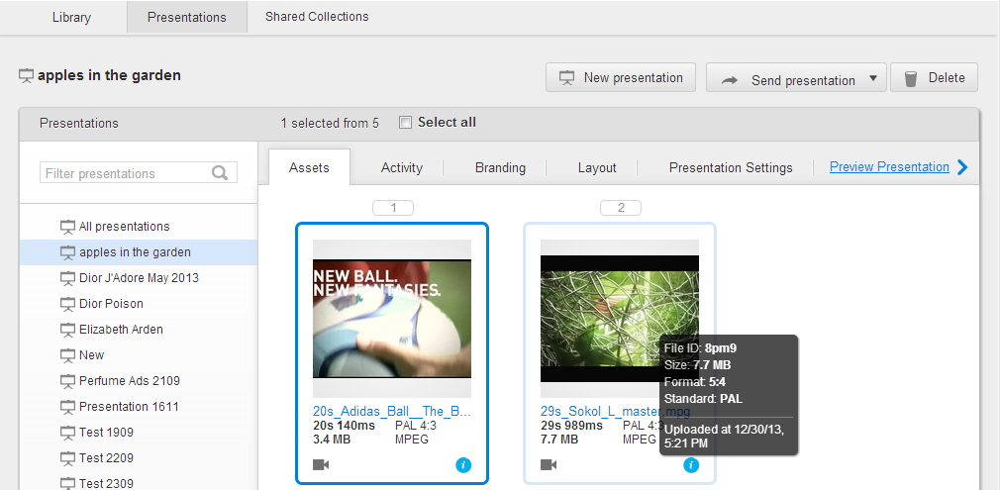 Library
Presentations
Shared Collections
apples in the garden
New presentation
Send presentation
Delete
Presentations
1 selected from 5
Select all
Filter presentations
Assets
Activity
Branding
Layout
Presentation Settings
Preview Presentation
All presentations
apples in the garden
Dior J'Adore May 2013
Dior Poison
Elizabeth Arden
New
Perfume Ads 2109
Presentation 1611
Test 1909
Test 2209
Test 2309
1
NEW BALL.
NEW FANTASIES.
20s_Adidas_Ball__The_B...
20s 140ms PAL 4:3
3.4 MB MPEG
i
2
29s_Sokol_L_master.mpg
29s 989ms PAL 4:3
7.7 MB MPEG
i
File ID: 8pm9
Size: 7.7 MB
Format: 5:4
Standard: PAL
Uploaded at 12/30/13,
5:21 PM